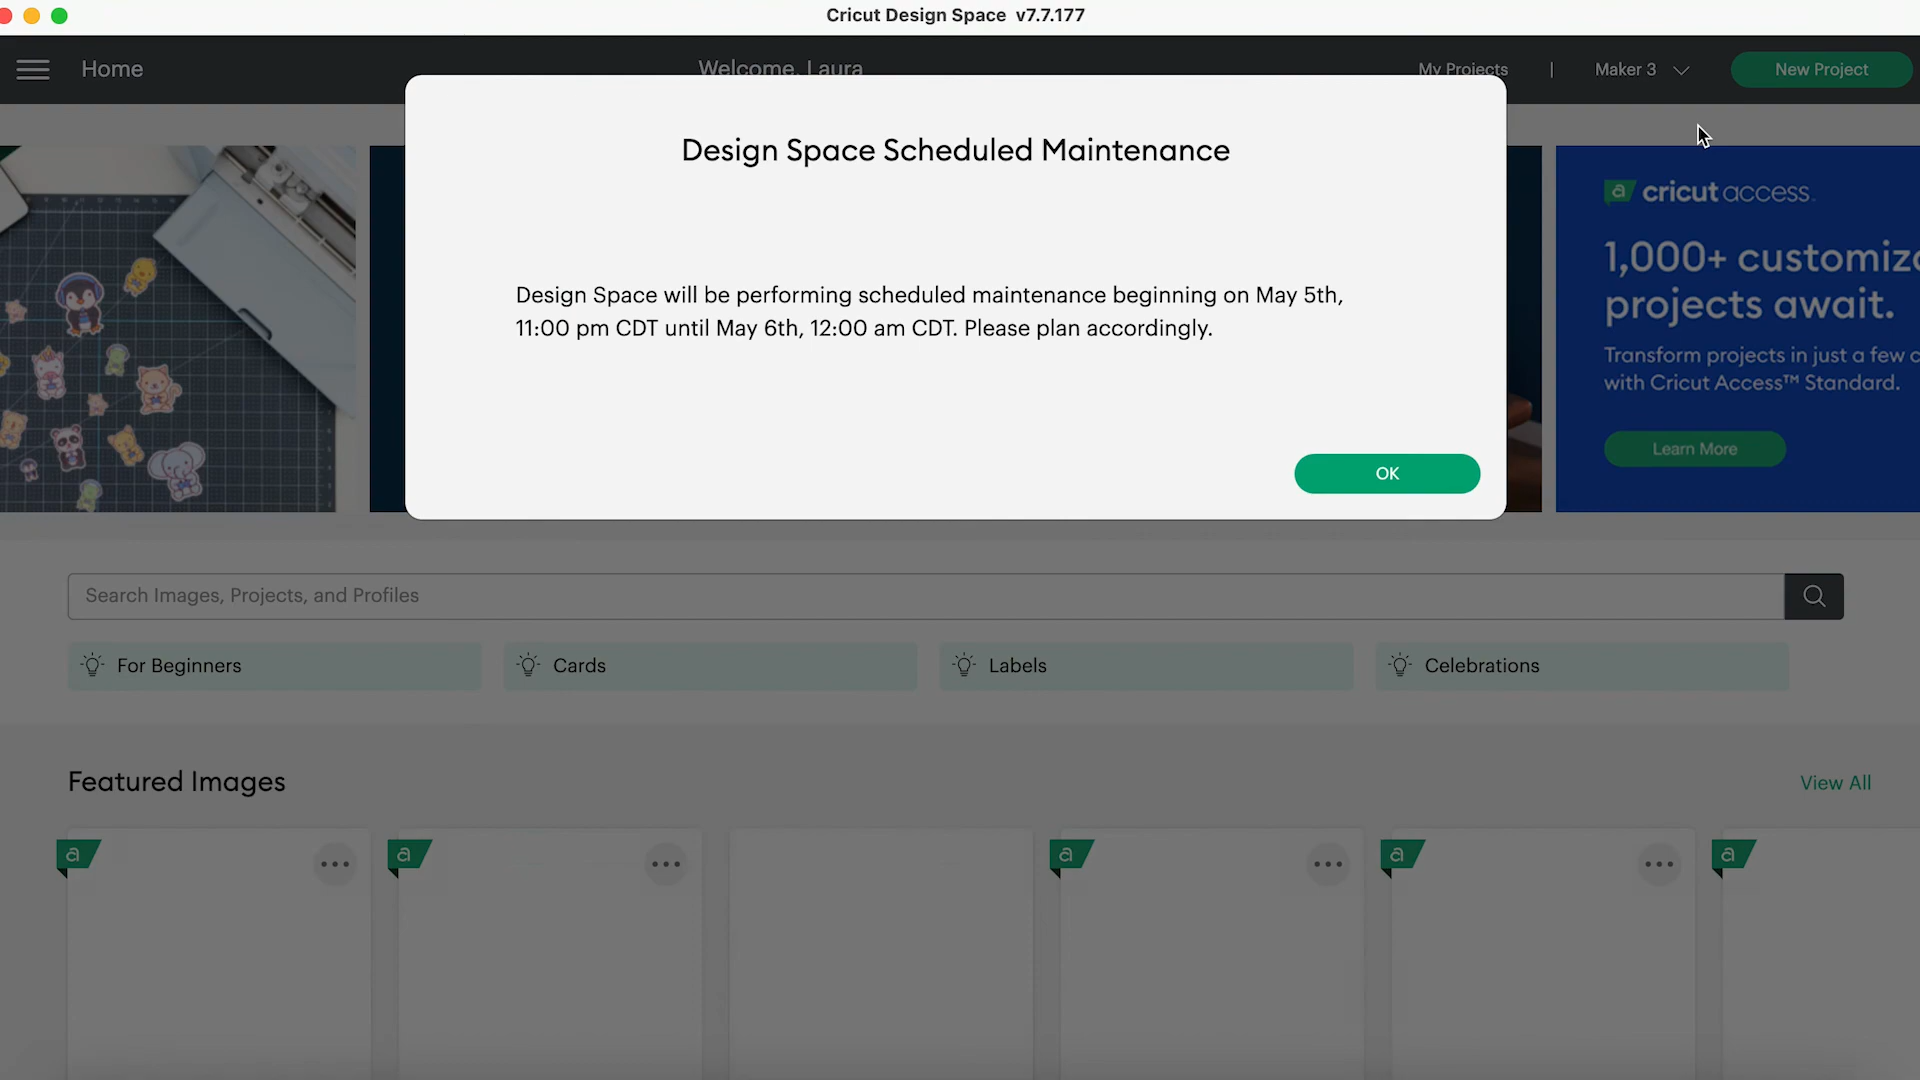 Cricut Design Space v7.7.177
Home
Welcome, Laura
My Projects
|
Maker 3
New Project
Design Space Scheduled Maintenance
Design Space will be performing scheduled maintenance beginning on May 5th,
11:00 pm CDT until May 6th, 12:00 am CDT. Please plan accordingly.
OK
a cricut access™
1,000+ customiz
projects await.
Transform projects in just a few c
with Cricut Access™ Standard.
Learn More
Search Images, Projects, and Profiles
For Beginners
Cards
Labels
Celebrations
Featured Images
View All
a
a
a
a
a